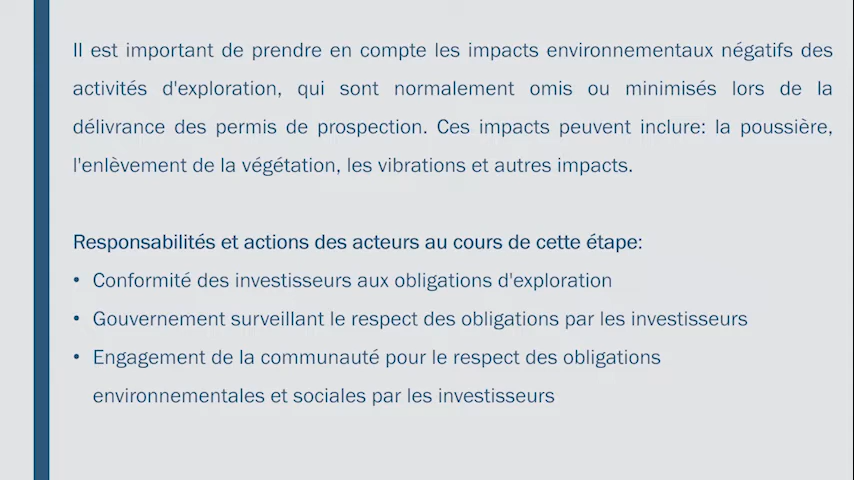 Il est important de prendre en compte les impacts environnementaux négatifs des
activités d'exploration, qui sont normalement omis ou minimisés lors de la
délivrance des permis de prospection. Ces impacts peuvent inclure: la poussière,
l'enlèvement de la végétation, les vibrations et autres impacts.
Responsabilités et actions des acteurs au cours de cette étape:
• Conformité des investisseurs aux obligations d'exploration
• Gouvernement surveillant le respect des obligations par les investisseurs
• Engagement de la communauté pour le respect des obligations
environnementales et sociales par les investisseurs